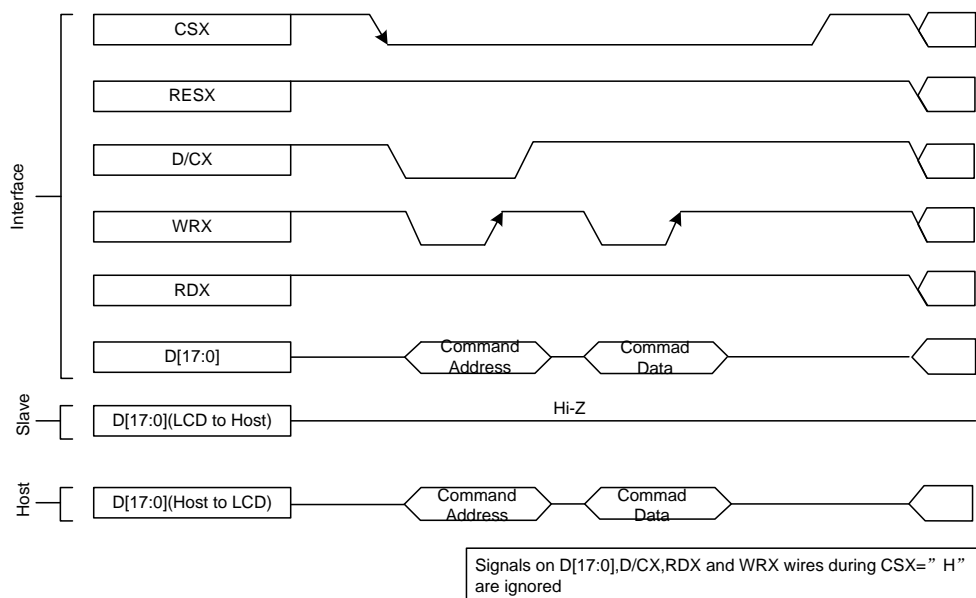 Interface
CSX
RESX
D/CX
WRX
RDX
D[17:0]
Command
Address
Commad
Data
Slave
D[17:0](LCD to Host)
Hi-Z
Host
D[17:0](Host to LCD)
Command
Address
Commad
Data
Signals on D[17:0],D/CX,RDX and WRX wires during CSX=” H”
are ignored